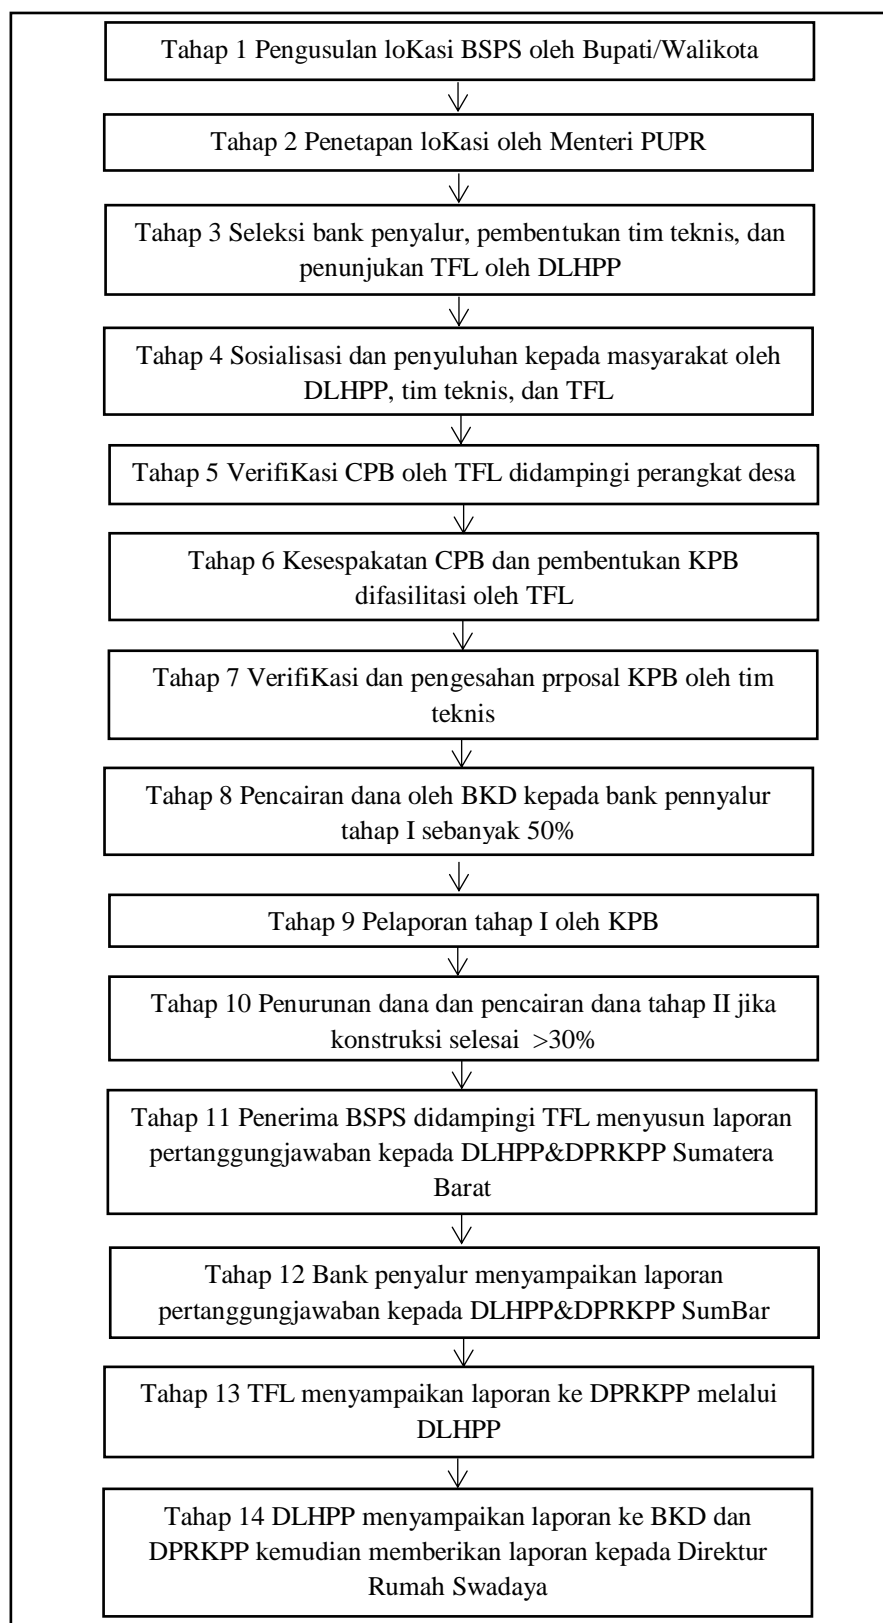 Tahap 1 Pengusulan loKasi BSPS oleh Bupati/Walikota
Tahap 2 Penetapan loKasi oleh Menteri PUPR
Tahap 3 Seleksi bank penyalur, pembentukan tim teknis, dan
penunjukan TFL oleh DLHPP
Tahap 4 Sosialisasi dan penyuluhan kepada masyarakat oleh
DLHPP, tim teknis, dan TFL
Tahap 5 VerifiKasi CPB oleh TFL didampingi perangkat desa
Tahap 6 Kesespakatan CPB dan pembentukan KPB
difasilitasi oleh TFL
Tahap 7 VerifiKasi dan pengesahan prposal KPB oleh tim
teknis
Tahap 8 Pencairan dana oleh BKD kepada bank pennyalur
tahap I sebanyak 50%
Tahap 9 Pelaporan tahap I oleh KPB
Tahap 10 Penurunan dana dan pencairan dana tahap II jika
konstruksi selesai >30%
Tahap 11 Penerima BSPS didampingi TFL menyusun laporan
pertanggungjawaban kepada DLHPP&DPRKPP Sumatera
Barat
Tahap 12 Bank penyalur menyampaikan laporan
pertanggungjawaban kepada DLHPP&DPRKPP SumBar
Tahap 13 TFL menyampaikan laporan ke DPRKPP melalui
DLHPP
Tahap 14 DLHPP menyampaikan laporan ke BKD dan
DPRKPP kemudian memberikan laporan kepada Direktur
Rumah Swadaya